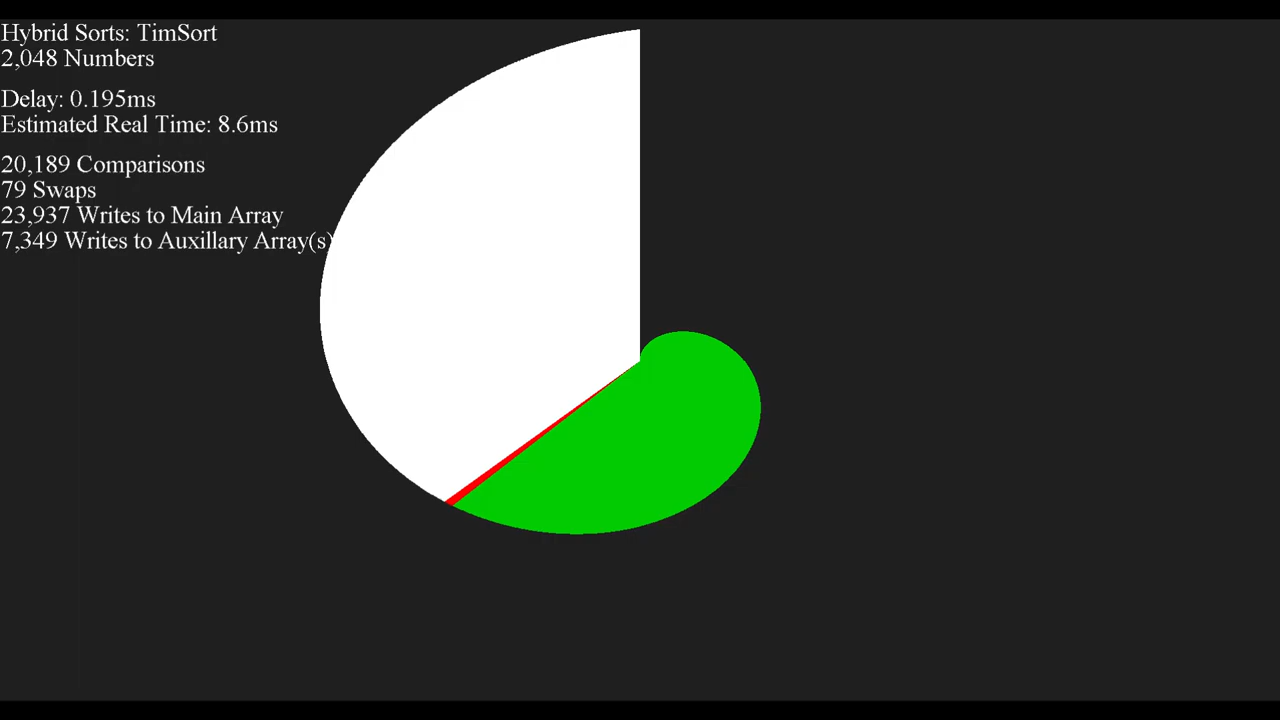 Hybrid Sorts: TimSort
2,048 Numbers
Delay: 0.195ms
Estimated Real Time: 8.6ms
20,189 Comparisons
79 Swaps
23,937 Writes to Main Array
7,349 Writes to Auxillary Array(s)